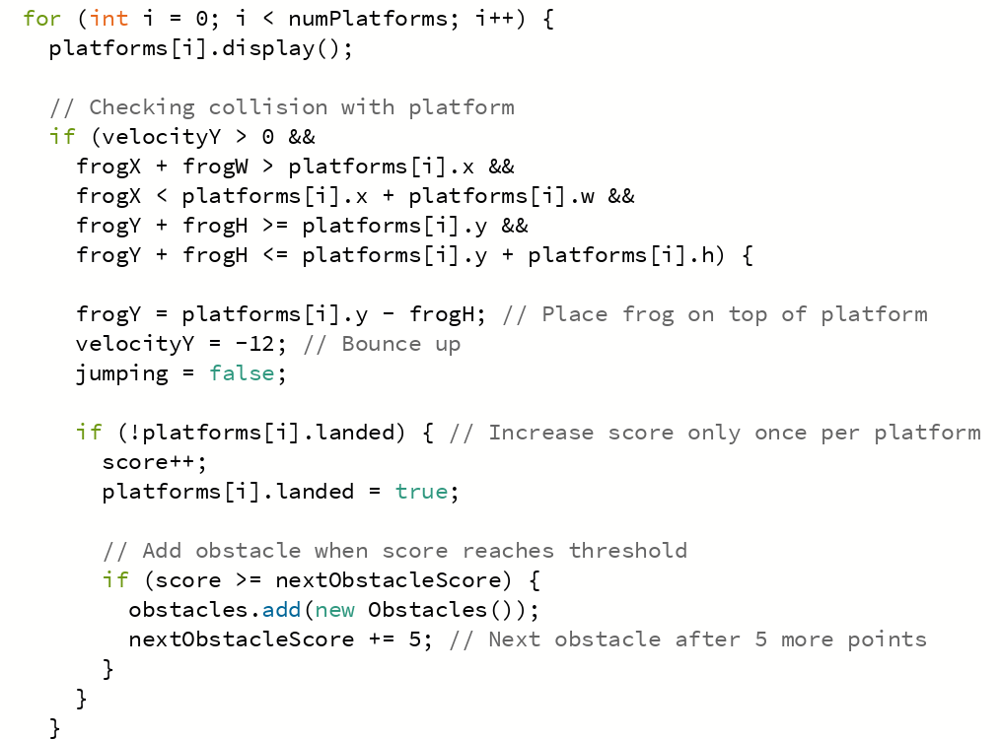 for (int i = 0; i < numPlatforms; i++) {
  platforms[i].display();

  // Checking collision with platform
  if (velocityY > 0 &&
    frogX + frogW > platforms[i].x &&
    frogX < platforms[i].x + platforms[i].w &&
    frogY + frogH >= platforms[i].y &&
    frogY + frogH <= platforms[i].y + platforms[i].h) {

    frogY = platforms[i].y - frogH; // Place frog on top of platform
    velocityY = -12; // Bounce up
    jumping = false;

    if (!platforms[i].landed) { // Increase score only once per platform
      score++;
      platforms[i].landed = true;

      // Add obstacle when score reaches threshold
      if (score >= nextObstacleScore) {
        obstacles.add(new Obstacles());
        nextObstacleScore += 5; // Next obstacle after 5 more points
      }
    }
  }